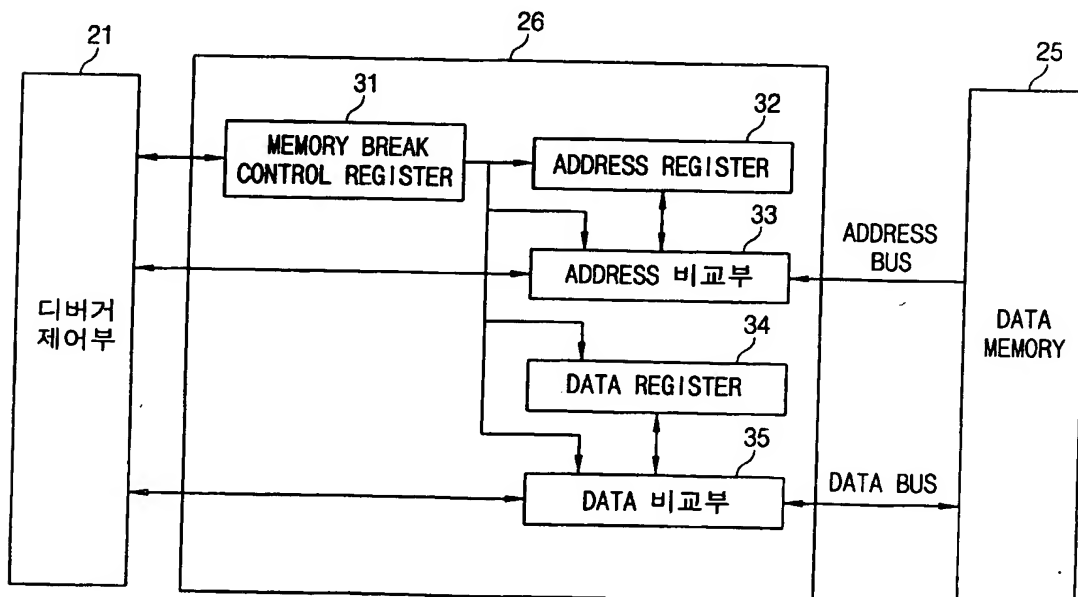 21
26
25
31
32
MEMORY BREAK
CONTROL REGISTER
ADDRESS REGISTER
33
ADDRESS
BUS
ADDRESS 비교부
디버거
제어부
34
DATA
MEMORY
DATA REGISTER
35
DATA 비교부
DATA BUS